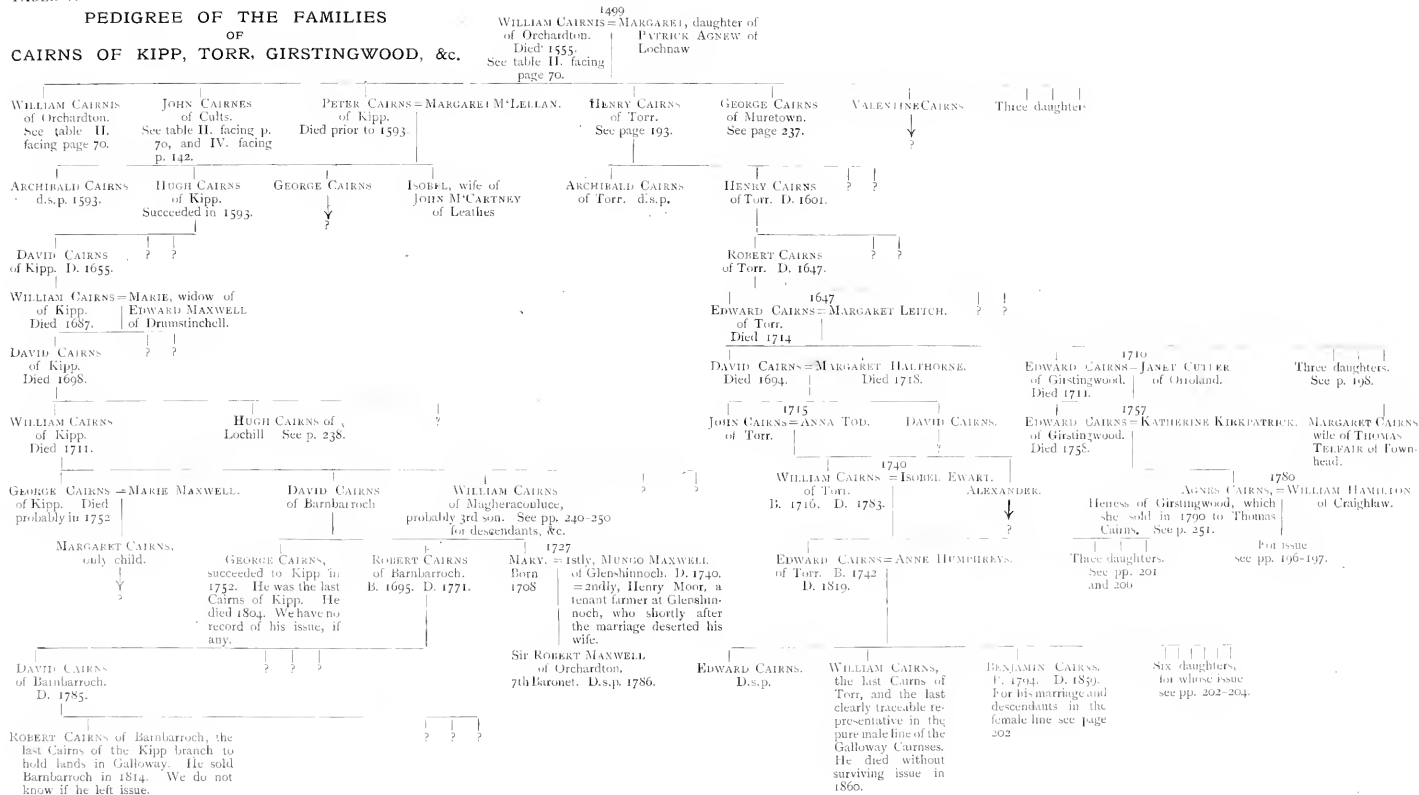 PEDIGREE OF THE FAMILIES
OF
CAIRNS OF KIPP, TORR, GIRSTINGWOOD, &c.
1499
WILLIAM CAIRNIS = MARGARET, daughter of
of Orchardton. PATRICK AGNEW of
Died 1555. Lochnaw
See table II. facing
page 70.
WILLIAM CAIRNIS
of Orchardton.
See table II.
facing page 70.
JOHN CAIRNES
of Cults.
See table II. facing p.
70, and IV. facing
p. 142.
PETER CAIRNS = MARGARET M'LELLAN.
of Kipp.
Died prior to 1593.
HENRY CAIRNS
of Torr.
See page 193.
GEORGE CAIRNS
of Muretown.
See page 237.
VALENTINE CAIRNS
?
Three daughter
ARCHIBALD CAIRNS
d.s.p. 1593.
HUGH CAIRNS
of Kipp.
Succeeded in 1593.
GEORGE CAIRNS
?
ISOBEL, wife of
JOHN M'CARTNEY
of Leathes
ARCHIBALD CAIRNS
of Torr. d.s.p.
HENRY CAIRNS
of Torr. D. 1601.
? ?
DAVID CAIRNS
of Kipp. D. 1655.
? ?
ROBERT CAIRNS
of Torr. D. 1647.
? ?
WILLIAM CAIRNS = MARIE, widow of
of Kipp. EDWARD MAXWELL
Died 1687. of Drumstinchell.
1647
EDWARD CAIRNS = MARGARET LEITCH.
of Torr.
Died 1714
? ?
DAVID CAIRNS
of Kipp.
Died 1698.
? ?
DAVID CAIRNS = MARGARET HALTHORNE.
Died 1694. Died 1718.
1710
EDWARD CAIRNS = JANET CUTLER
of Girstingwood. of Orroland.
Died 1711.
Three daughters.
See p. 198.
WILLIAM CAIRNS
of Kipp.
Died 1711.
HUGH CAIRNS of
Lochill See p. 238.
?
1715
JOHN CAIRNS = ANNA TOD.
of Torr.
DAVID CAIRNS.
?
1757
EDWARD CAIRNS = KATHERINE KIRKPATRICK.
of Girstingwood.
Died 1758.
MARGARET CAIRNS
wife of THOMAS
TELFAIR of Town-
head.
GEORGE CAIRNS = MARIE MAXWELL.
of Kipp. Died
probably in 1752
DAVID CAIRNS
of Barnbarroch
WILLIAM CAIRNS
of Magheraconluce,
probably 3rd son. See pp. 240-250
for descendants, &c.
? ?
1740
WILLIAM CAIRNS = ISOBEL EWART.
of Torr.
B. 1716. D. 1783.
ALEXANDER.
?
1780
AGNES CAIRNS, = WILLIAM HAMILTON
Heiress of Girstingwood, which of Craighlaw.
she sold in 1790 to Thomas
Cairns. See p. 251.
MARGARET CAIRNS,
only child.
?
GEORGE CAIRNS,
succeeded to Kipp in
1752. He was the last
Cairns of Kipp. He
died 1804. We have no
record of his issue, if
any.
ROBERT CAIRNS
of Barnbarroch.
B. 1695. D. 1771.
1727
MARY. = 1stly, MUNGO MAXWELL
Born of Glenshinnoch. D. 1740.
1708 = 2ndly, Henry Moor, a
tenant farmer at Glenshin-
noch, who shortly after
the marriage deserted his
wife.
EDWARD CAIRNS = ANNE HUMPHREYS.
of Torr. B. 1742
D. 1819.
Three daughters.
See pp. 201
and 206
For issue
see pp. 196-197.
DAVID CAIRNS
of Barnbarroch.
D. 1785.
? ? ?
Sir ROBERT MAXWELL
of Orchardton.
7th Baronet. D.s.p. 1786.
EDWARD CAIRNS.
D.s.p.
WILLIAM CAIRNS,
the last Cairns of
Torr, and the last
clearly traceable re-
presentative in the
pure male line of the
Galloway Cairnses.
He died without
surviving issue in
1860.
BENJAMIN CAIRNS.
B. 1794. D. 1859.
For his marriage and
descendants in the
female line see page
202
Six daughters,
for whose issue
see pp. 202-204.
ROBERT CAIRNS of Barnbarroch, the
last Cairns of the Kipp branch to
hold lands in Galloway. He sold
Barnbarroch in 1814. We do not
know if he left issue.
? ? ?